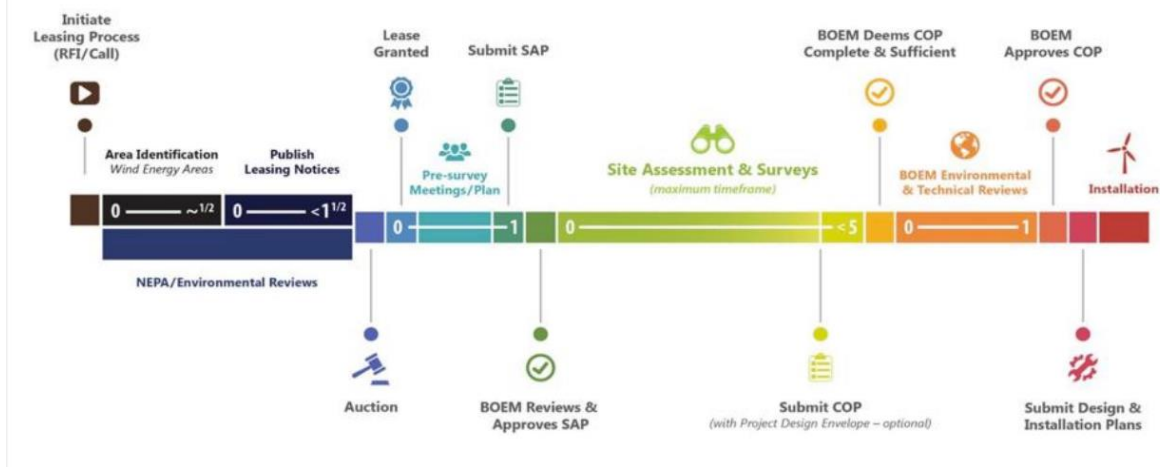 Initiate
Leasing Process
(RFI/Call)
Lease
Granted
Submit SAP
BOEM Deems COP
Complete & Sufficient
BOEM
Approves COP
Area Identification
Wind Energy Areas
Publish
Leasing Notices
Pre-survey
Meetings/Plan
Site Assessment & Surveys
(maximum timeframe)
BOEM Environmental
& Technical Reviews
Installation
0 ~1/2
0 <1 1/2
0 1
0 <5
0 1
NEPA/Environmental Reviews
Auction
BOEM Reviews &
Approves SAP
Submit COP
(with Project Design Envelope – optional)
Submit Design &
Installation Plans